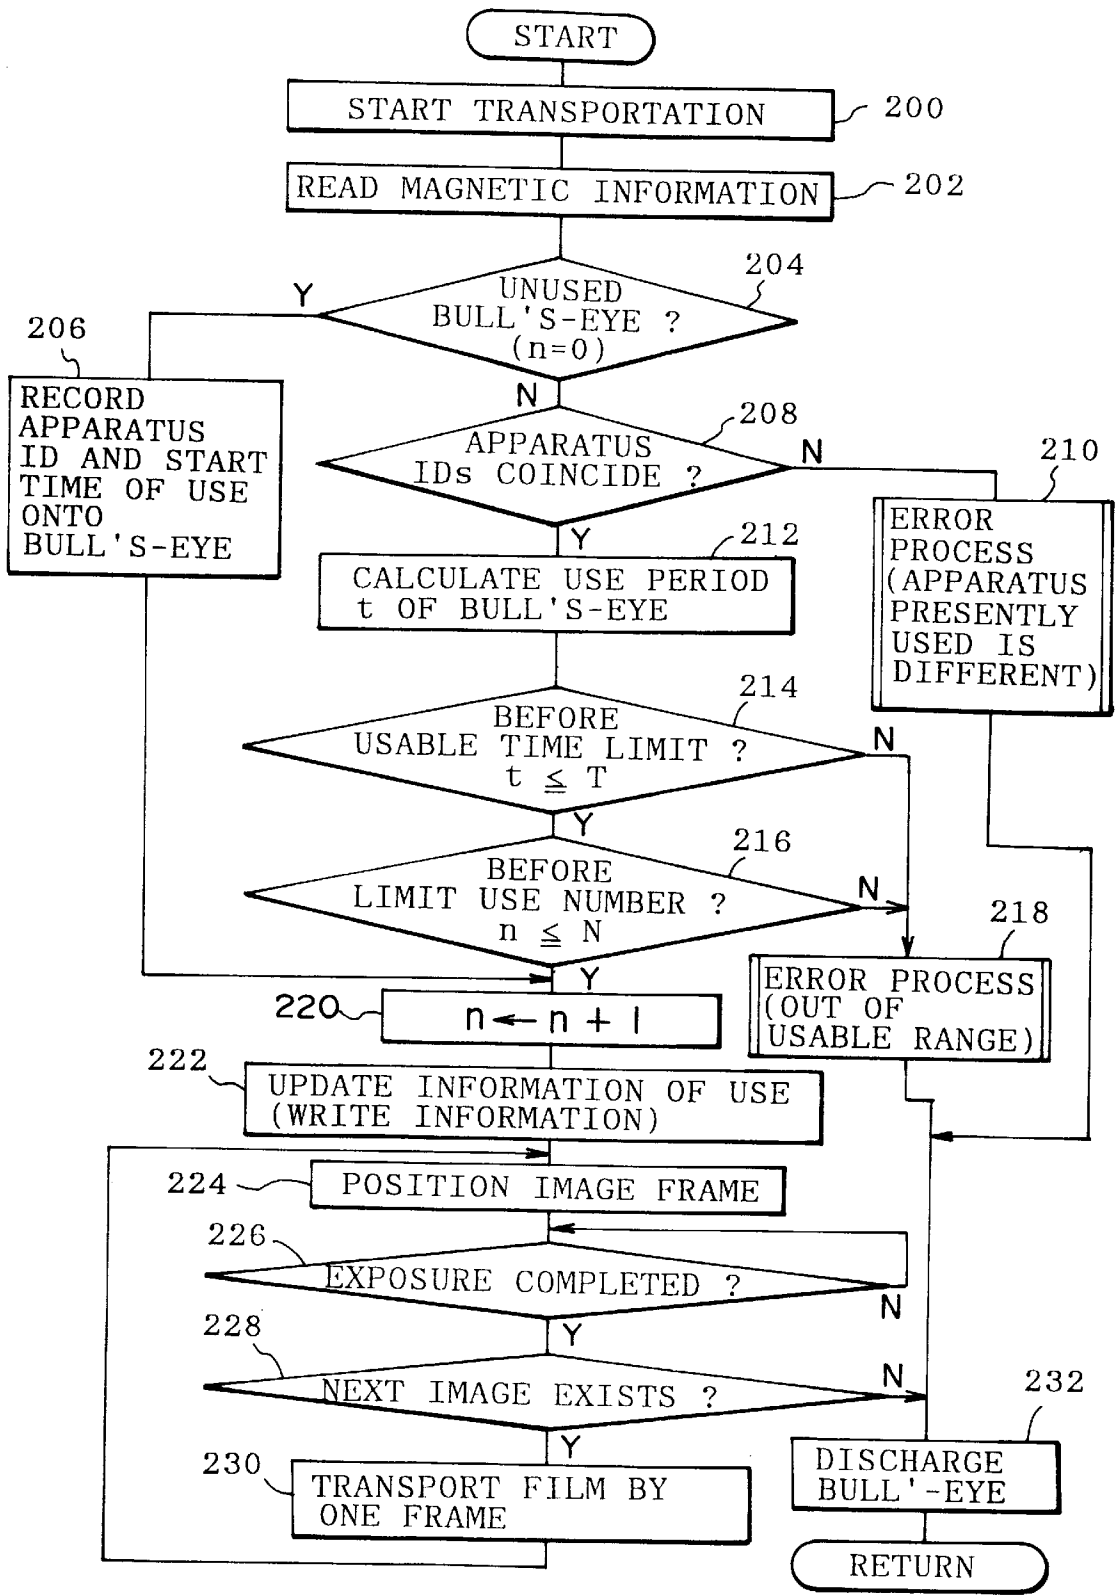 START
START TRANSPORTATION
200
READ MAGNETIC INFORMATION
202
204
UNUSED
BULL'S-EYE ?
(n=0)
Y
N
206
RECORD
APPARATUS
ID AND START
TIME OF USE
ONTO
BULL'S-EYE
208
APPARATUS
IDs COINCIDE ?
N
Y
210
ERROR
PROCESS
(APPARATUS
PRESENTLY
USED IS
DIFFERENT)
212
CALCULATE USE PERIOD
t OF BULL'S-EYE
214
BEFORE
USABLE TIME LIMIT ?
t ≦ T
N
Y
216
BEFORE
LIMIT USE NUMBER ?
n ≦ N
N
Y
218
ERROR PROCESS
(OUT OF
USABLE RANGE)
220
n ← n + 1
222
UPDATE INFORMATION OF USE
(WRITE INFORMATION)
224
POSITION IMAGE FRAME
226
EXPOSURE COMPLETED ?
N
Y
228
NEXT IMAGE EXISTS ?
N
Y
230
TRANSPORT FILM BY
ONE FRAME
232
DISCHARGE
BULL'-EYE
RETURN